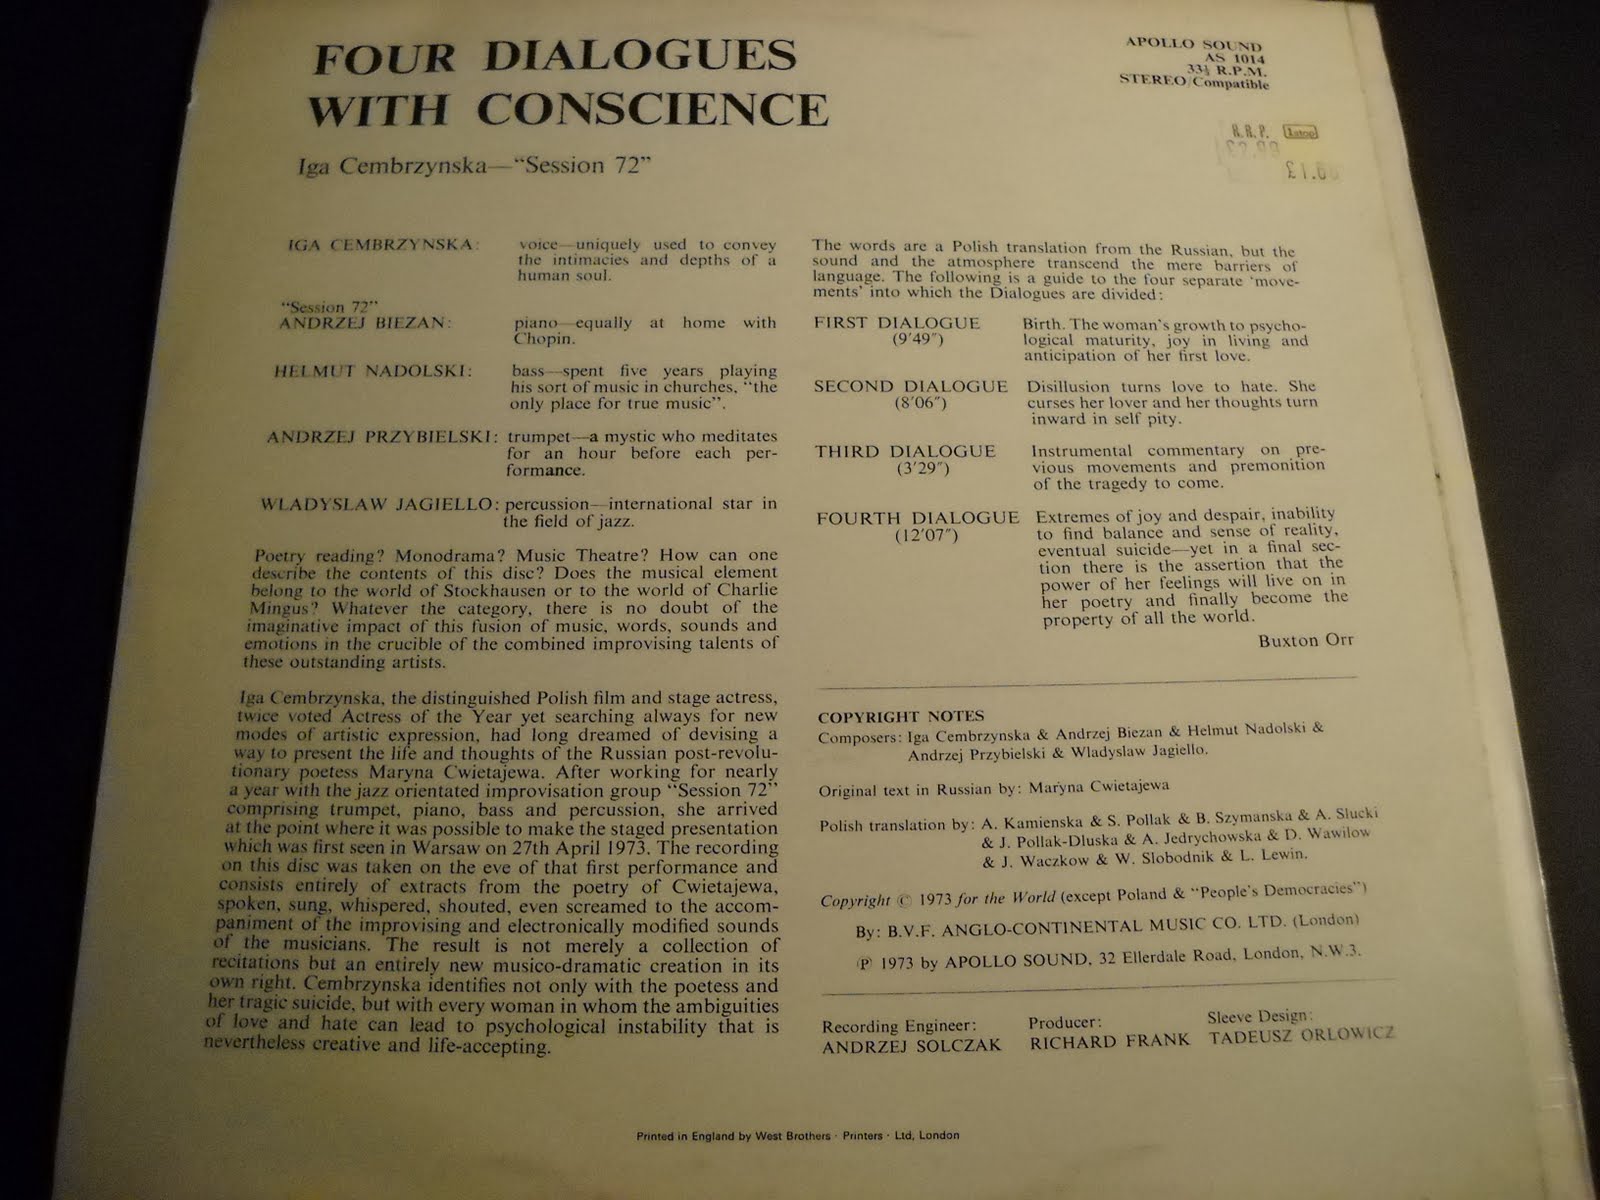 FOUR DIALOGUES
WITH CONSCIENCE
Iga Cembrzynska—“Session 72”
APOLLO SOUND
AS 1014
33⅓ R.P.M.
STEREO/Compatible
R.R.P.
1stop
IGA CEMBRZYNSKA: voice—uniquely used to convey
the intimacies and depths of a
human soul.
“Session 72”
ANDRZEJ BIEZAN: piano—equally at home with
Chopin.
HELMUT NADOLSKI: bass—spent five years playing
his sort of music in churches, “the
only place for true music”.
ANDRZEJ PRZYBIELSKI: trumpet—a mystic who meditates
for an hour before each per-
formance.
WLADYSLAW JAGIELLO: percussion—international star in
the field of jazz.
Poetry reading? Monodrama? Music Theatre? How can one
describe the contents of this disc? Does the musical element
belong to the world of Stockhausen or to the world of Charlie
Mingus? Whatever the category, there is no doubt of the
imaginative impact of this fusion of music, words, sounds and
emotions in the crucible of the combined improvising talents of
these outstanding artists.
Iga Cembrzynska, the distinguished Polish film and stage actress,
twice voted Actress of the Year yet searching always for new
modes of artistic expression, had long dreamed of devising a
way to present the life and thoughts of the Russian post-revolu-
tionary poetess Maryna Cwietajewa. After working for nearly
a year with the jazz orientated improvisation group “Session 72”
comprising trumpet, piano, bass and percussion, she arrived
at the point where it was possible to make the staged presentation
which was first seen in Warsaw on 27th April 1973. The recording
on this disc was taken on the eve of that first performance and
consists entirely of extracts from the poetry of Cwietajewa,
spoken, sung, whispered, shouted, even screamed to the accom-
paniment of the improvising and electronically modified sounds
of the musicians. The result is not merely a collection of
recitations but an entirely new musico-dramatic creation in its
own right. Cembrzynska identifies not only with the poetess and
her tragic suicide, but with every woman in whom the ambiguities
of love and hate can lead to psychological instability that is
nevertheless creative and life-accepting.
The words are a Polish translation from the Russian, but the
sound and the atmosphere transcend the mere barriers of
language. The following is a guide to the four separate ‘move-
ments’ into which the Dialogues are divided:
FIRST DIALOGUE Birth. The woman’s growth to psycho-
(9′49″) logical maturity, joy in living and
anticipation of her first love.
SECOND DIALOGUE Disillusion turns love to hate. She
(8′06″) curses her lover and her thoughts turn
inward in self pity.
THIRD DIALOGUE Instrumental commentary on pre-
(3′29″) vious movements and premonition
of the tragedy to come.
FOURTH DIALOGUE Extremes of joy and despair, inability
(12′07″) to find balance and sense of reality,
eventual suicide—yet in a final sec-
tion there is the assertion that the
power of her feelings will live on in
her poetry and finally become the
property of all the world.
Buxton Orr
COPYRIGHT NOTES
Composers: Iga Cembrzynska & Andrzej Biezan & Helmut Nadolski &
Andrzej Przybielski & Wladyslaw Jagiello.
Original text in Russian by: Maryna Cwietajewa
Polish translation by: A. Kamienska & S. Pollak & B. Szymanska & A. Slucki
& J. Pollak-Dluska & A. Jedrychowska & D. Wawilow
& J. Waczkow & W. Slobodnik & L. Lewin.
Copyright © 1973 for the World (except Poland & “People’s Democracies”)
By: B.V.F. ANGLO-CONTINENTAL MUSIC CO. LTD. (London)
℗ 1973 by APOLLO SOUND, 32 Ellerdale Road, London, N.W.3.
Recording Engineer: Producer: Sleeve Design:
ANDRZEJ SOLCZAK RICHARD FRANK TADEUSZ ORLOWICZ
Printed in England by West Brothers · Printers · Ltd, London